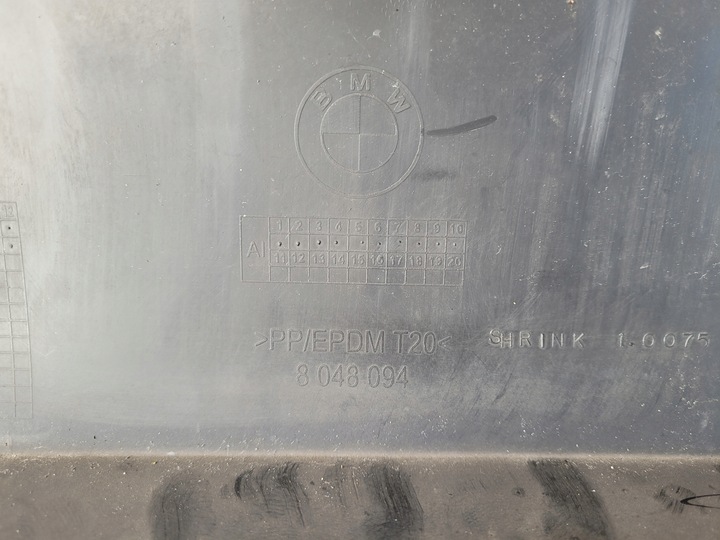 BMW
1 2 3 4 5 6 7 8 9 10
AI
11 12 13 14 15 16 17 18 19 20
>PP/EPDM T20< SHRINK 1.0075
8 048 094